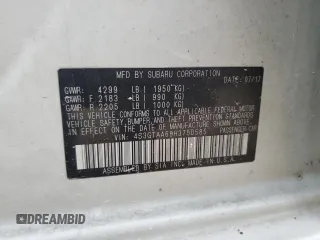 MFD BY SUBARU CORPORATION DATE: 07/17
GVWR: 4299 LB( 1950 KG)
GAWR: F. 2183 LB( 990 KG)
GAWR: R. 2205 LB( 1000 KG)
THIS VEHICLE CONFORMS TO ALL APPLICABLE FEDERAL MOTOR
VEHICLE SAFETY, BUMPER, AND THEFT PREVENTION STANDARDS
IN EFFECT ON THE DATE OF MANUFACTURE SHOWN ABOVE.
VIN: PASSENGER CAR
ASSEMBLED BY SIA INC. MADE IN U.S.A.
DREAMBID